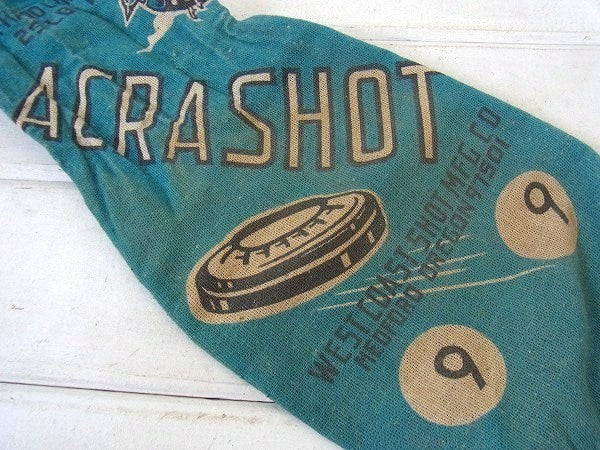 ACRASHOT
WEST COAST SHOT MFG. CO
MEDFORD OREGON 97501
9
9